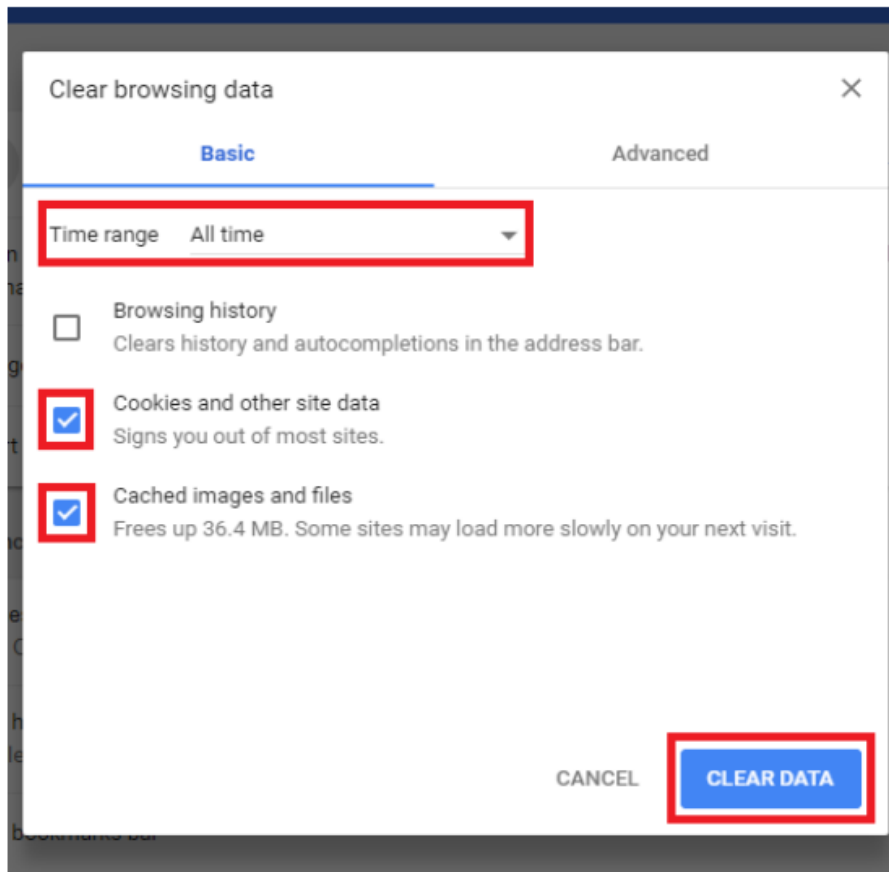 Clear browsing data
Basic Advanced
Time range All time
Browsing history
Clears history and autocompletions in the address bar.
Cookies and other site data
Signs you out of most sites.
Cached images and files
Frees up 36.4 MB. Some sites may load more slowly on your next visit.
CANCEL CLEAR DATA
bookmarks bar